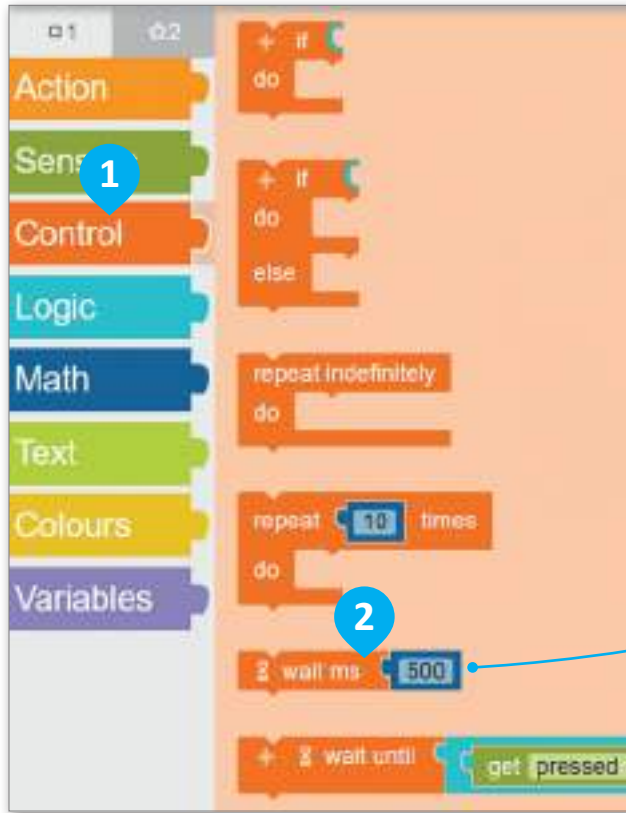 1
2
Action
Sens
1
Control
Logic
Math
Text
Colours
Variables
+ if
do
+ if
do
else
repeat indefinitely
do
repeat 10 times
do
2
wait ms 500
+ wait until get pressed